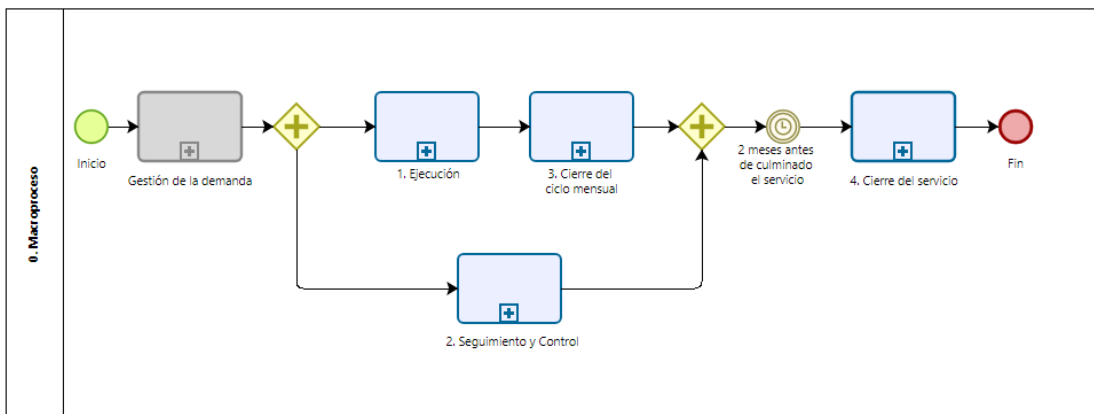 0. Macroproceso
Inicio
Gestión de la demanda
1. Ejecución
3. Cierre del
ciclo mensual
2 meses antes
de culminado
el servicio
4. Cierre del servicio
Fin
2. Seguimiento y Control